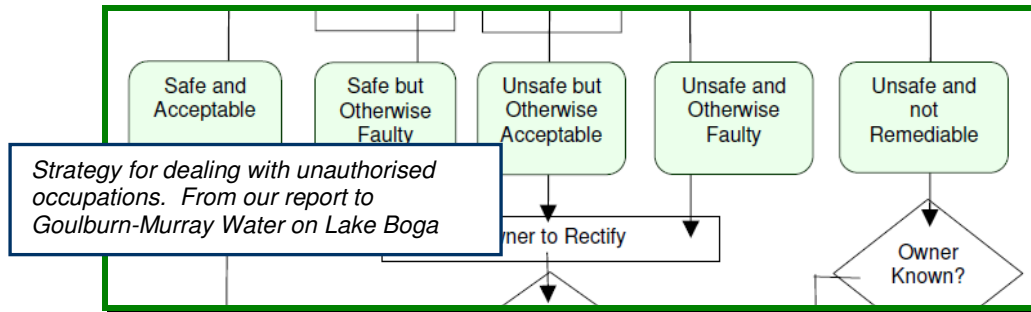 Safe and
Acceptable
Safe but
Otherwise
Faulty
Unsafe but
Otherwise
Acceptable
Unsafe and
Otherwise
Faulty
Unsafe and
not
Remediable
Strategy for dealing with unauthorised
occupations. From our report to
Goulburn-Murray Water on Lake Boga
to Rectify
Owner
Known?